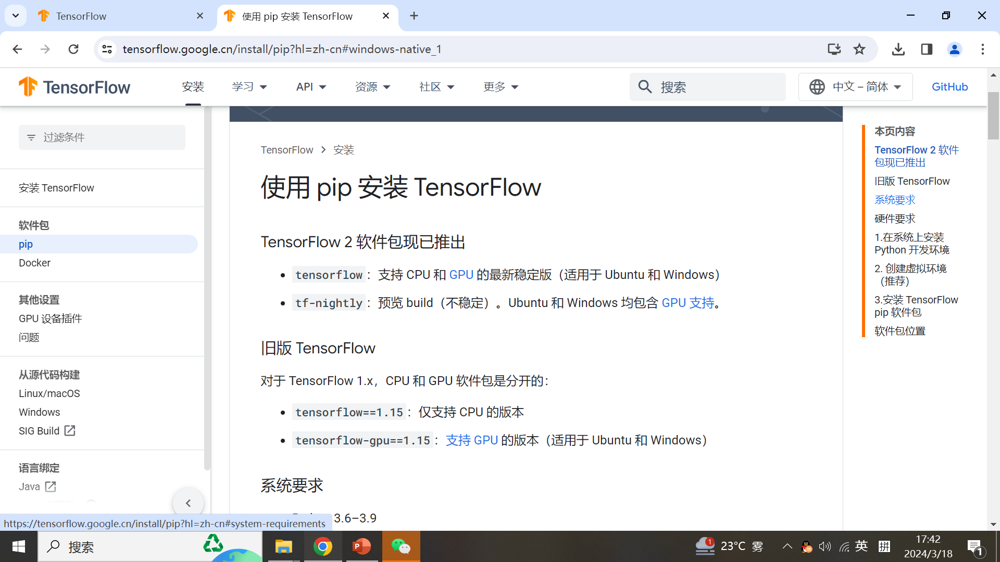 TensorFlow
使用 pip 安装 TensorFlow
tensorflow.google.cn/install/pip?hl=zh-cn#windows-native_1
TensorFlow
安装
学习
API
资源
社区
更多
搜索
中文 – 简体
GitHub
过滤条件
安装 TensorFlow
软件包
pip
Docker
其他设置
GPU 设备插件
问题
从源代码构建
Linux/macOS
Windows
SIG Build
语言绑定
Java
TensorFlow
安装
使用 pip 安装 TensorFlow
TensorFlow 2 软件包现已推出
tensorflow：支持 CPU 和 GPU 的最新稳定版（适用于 Ubuntu 和 Windows）
tf-nightly：预览 build（不稳定）。Ubuntu 和 Windows 均包含 GPU 支持。
旧版 TensorFlow
对于 TensorFlow 1.x，CPU 和 GPU 软件包是分开的：
tensorflow==1.15：仅支持 CPU 的版本
tensorflow-gpu==1.15：支持 GPU 的版本（适用于 Ubuntu 和 Windows）
系统要求
3.6–3.9
本页内容
TensorFlow 2 软件
包现已推出
旧版 TensorFlow
系统要求
硬件要求
1.在系统上安装
Python 开发环境
2. 创建虚拟环境
（推荐）
3.安装 TensorFlow
pip 软件包
软件包位置
https://tensorflow.google.cn/install/pip?hl=zh-cn#system-requirements
搜索
P
1
23°C 雾
英
拼
17:42
2024/3/18
1